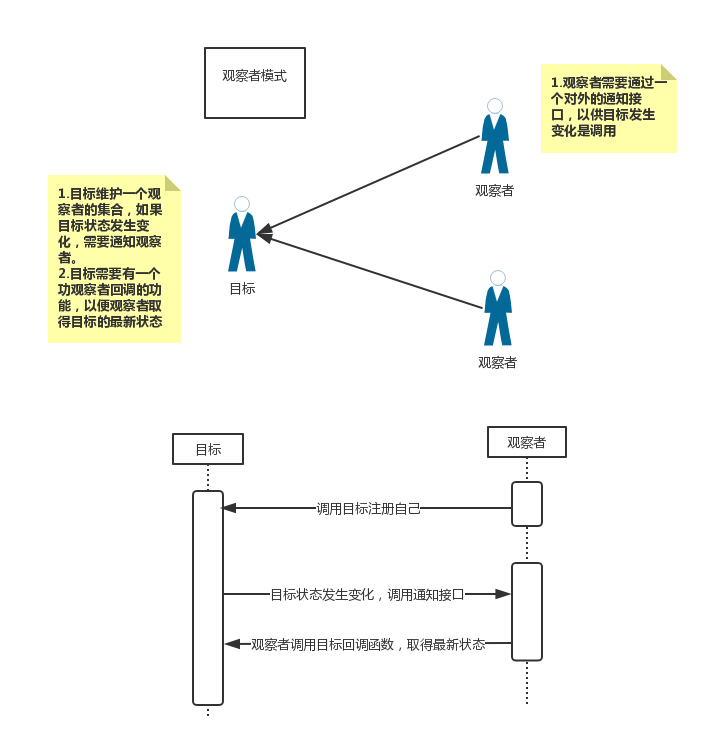 观察者模式
1.观察者需要通过一
个对外的通知接
口，以供目标发生
变化是调用
观察者
1.目标维护一个观
察者的集合，如果
目标状态发生变
化，需要通知观察
者。
2.目标需要有一个
功观察者回调的功
能，以便观察者取
得目标的最新状态
目标
观察者
目标
观察者
调用目标注册自己
目标状态发生变化，调用通知接口
观察者调用目标回调函数，取得最新状态